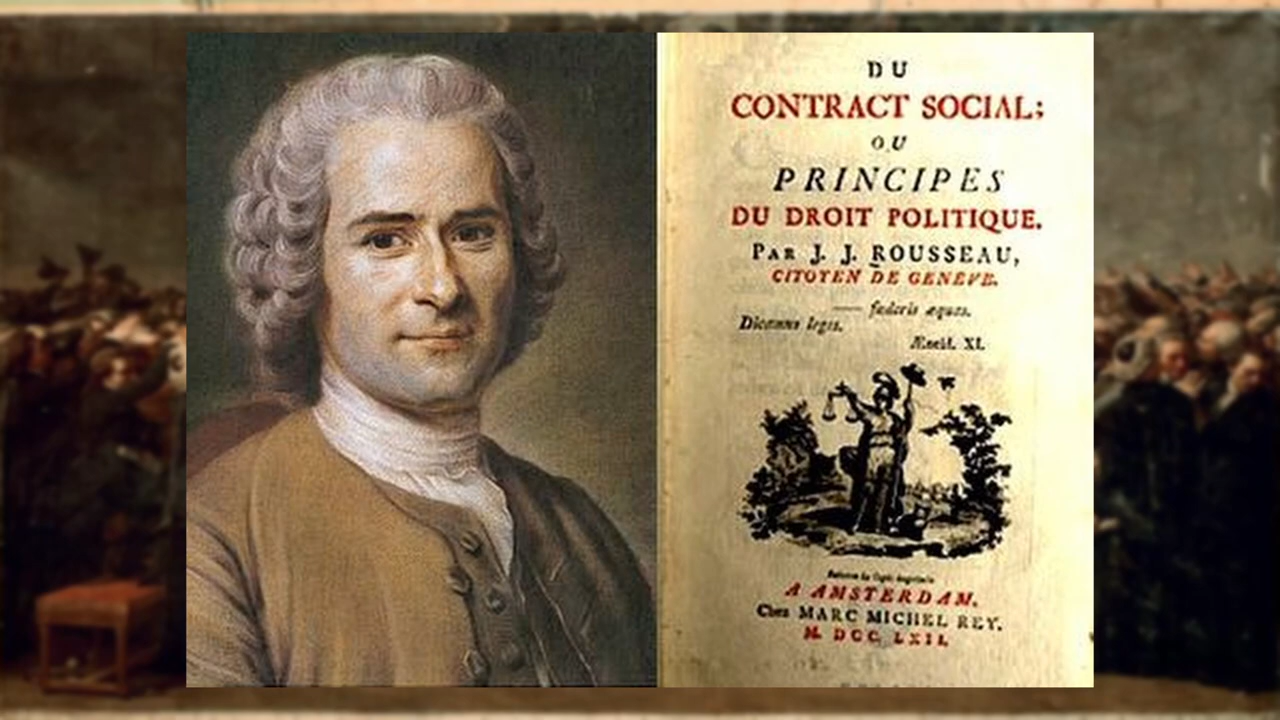 DU
CONTRACT SOCIAL;
OU
PRINCIPES
DU DROIT POLITIQUE.
PAR J. J. ROUSSEAU,
CITOYEN DE GENEVE.
— fœderis æquas.
Dicamus leges.
Æneid. XI.
A AMSTERDAM.
Chez MARC MICHEL REY.
M. DCC. LXII.